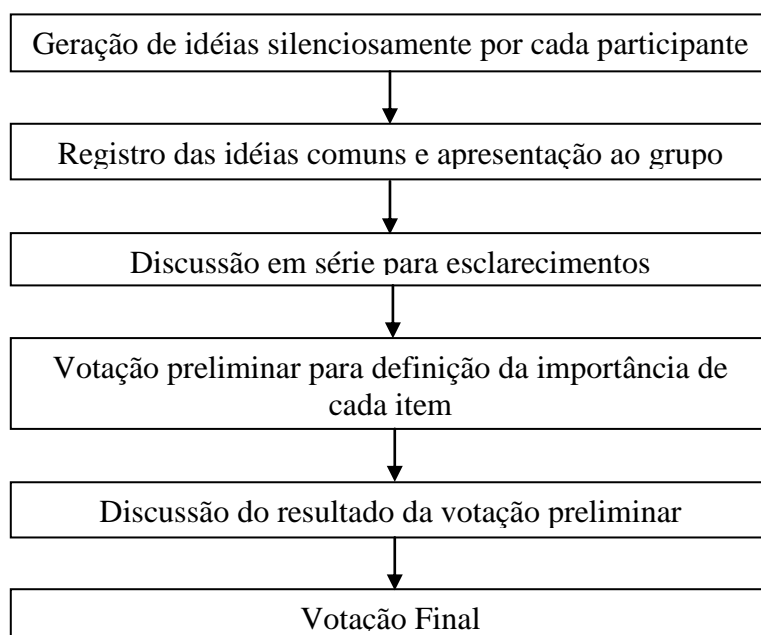 Geração de idéias silenciosamente por cada participante
Registro das idéias comuns e apresentação ao grupo
Discussão em série para esclarecimentos
Votação preliminar para definição da importância de
cada item
Discussão do resultado da votação preliminar
Votação Final